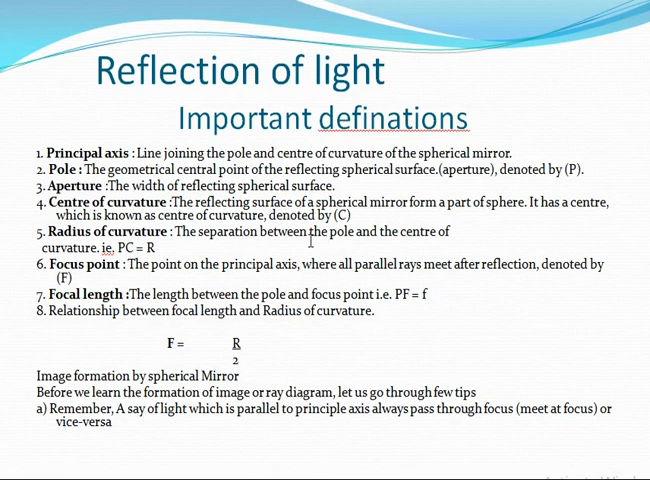 Reflection of light
Important definations
1. Principal axis : Line joining the pole and centre of curvature of the spherical mirror.
2. Pole : The geometrical central point of the reflecting spherical surface.(aperture), denoted by (P).
3. Aperture :The width of reflecting spherical surface.
4. Centre of curvature :The reflecting surface of a spherical mirror form a part of sphere. It has a centre,
which is known as centre of curvature, denoted by (C)
5. Radius of curvature : The separation between the pole and the centre of
curvature. ie, PC = R
6. Focus point : The point on the principal axis, where all parallel rays meet after reflection, denoted by
(F)
7. Focal length :The length between the pole and focus point i.e. PF = f
8. Relationship between focal length and Radius of curvature.
F = R
2
Image formation by spherical Mirror
Before we learn the formation of image or ray diagram, let us go through few tips
a) Remember, A say of light which is parallel to principle axis always pass through focus (meet at focus) or
vice-versa